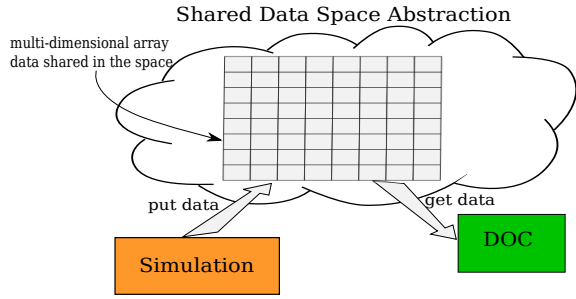 Shared Data Space Abstraction
multi-dimensional array
data shared in the space
put data
get data
Simulation
DOC